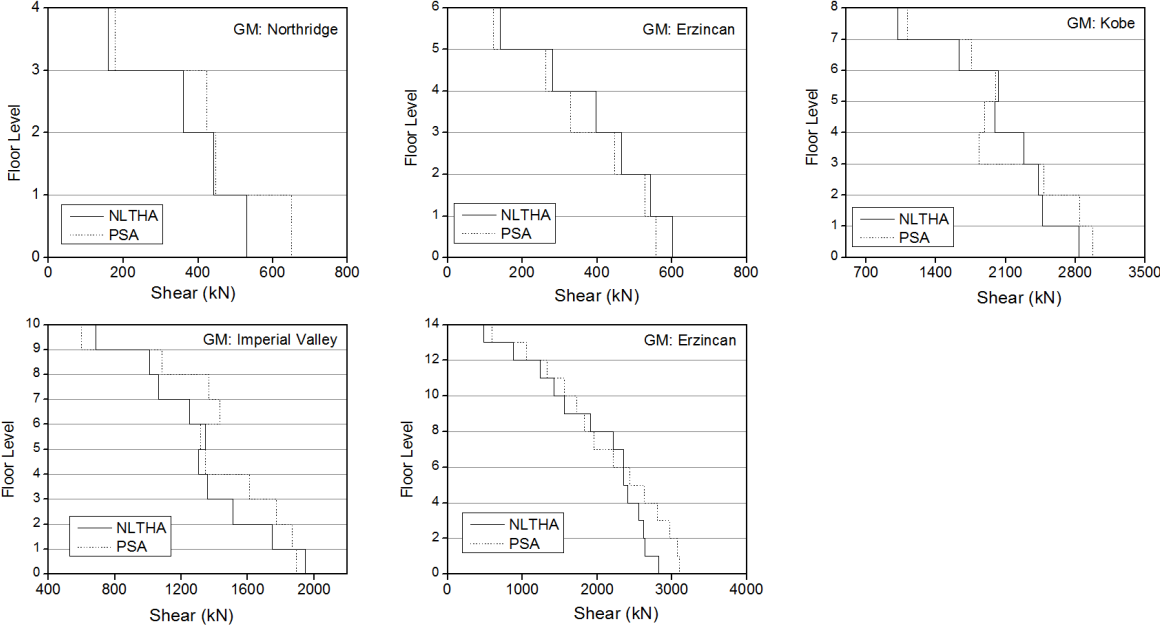 4
3
2
1
0
Floor Level
GM: Northridge
NLTHA
PSA
0 200 400 600 800
Shear (kN)
6
5
4
3
2
1
0
Floor Level
GM: Erzincan
NLTHA
PSA
0 200 400 600 800
Shear (kN)
8
7
6
5
4
3
2
1
0
Floor Level
GM: Kobe
NLTHA
PSA
700 1400 2100 2800 3500
Shear (kN)
10
9
8
7
6
5
4
3
2
1
0
Floor Level
GM: Imperial Valley
NLTHA
PSA
400 800 1200 1600 2000
Shear (kN)
14
12
10
8
6
4
2
0
Floor Level
GM: Erzincan
NLTHA
PSA
0 1000 2000 3000 4000
Shear (kN)